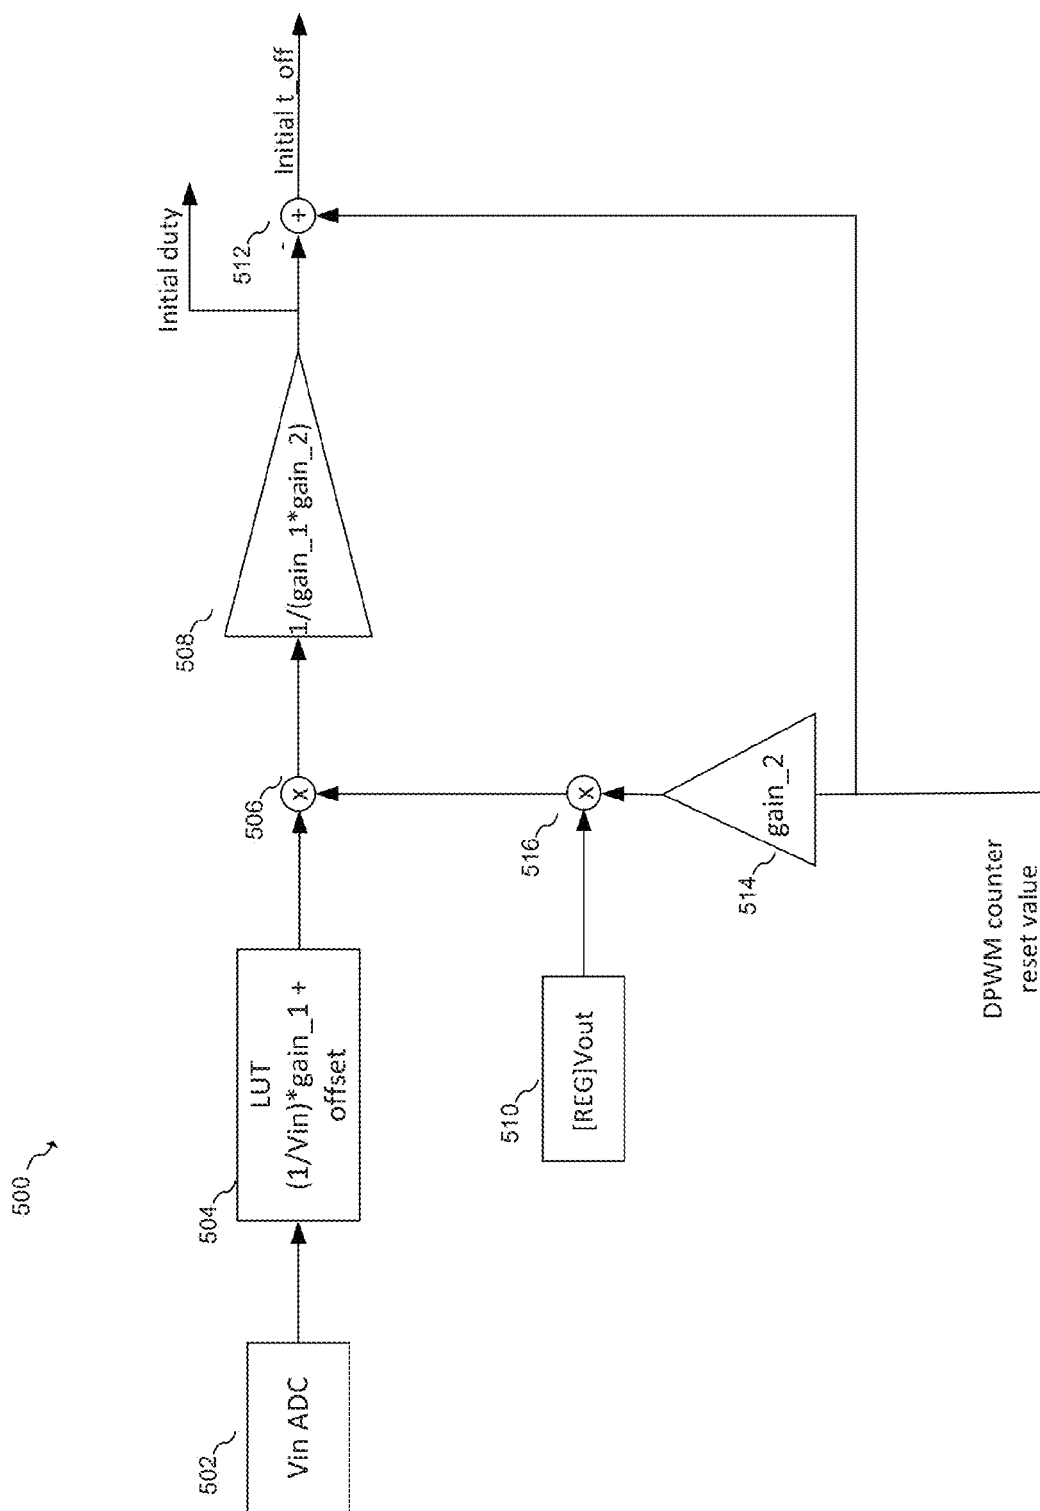 500
502
Vin ADC
504
LUT
(1/Vin)*gain_1 +
offset
506
x
508
1/(gain_1*gain_2)
Initial duty
512
-
+
Initial t_off
510
[REG]Vout
516
x
514
gain_2
DPWM counter
reset value